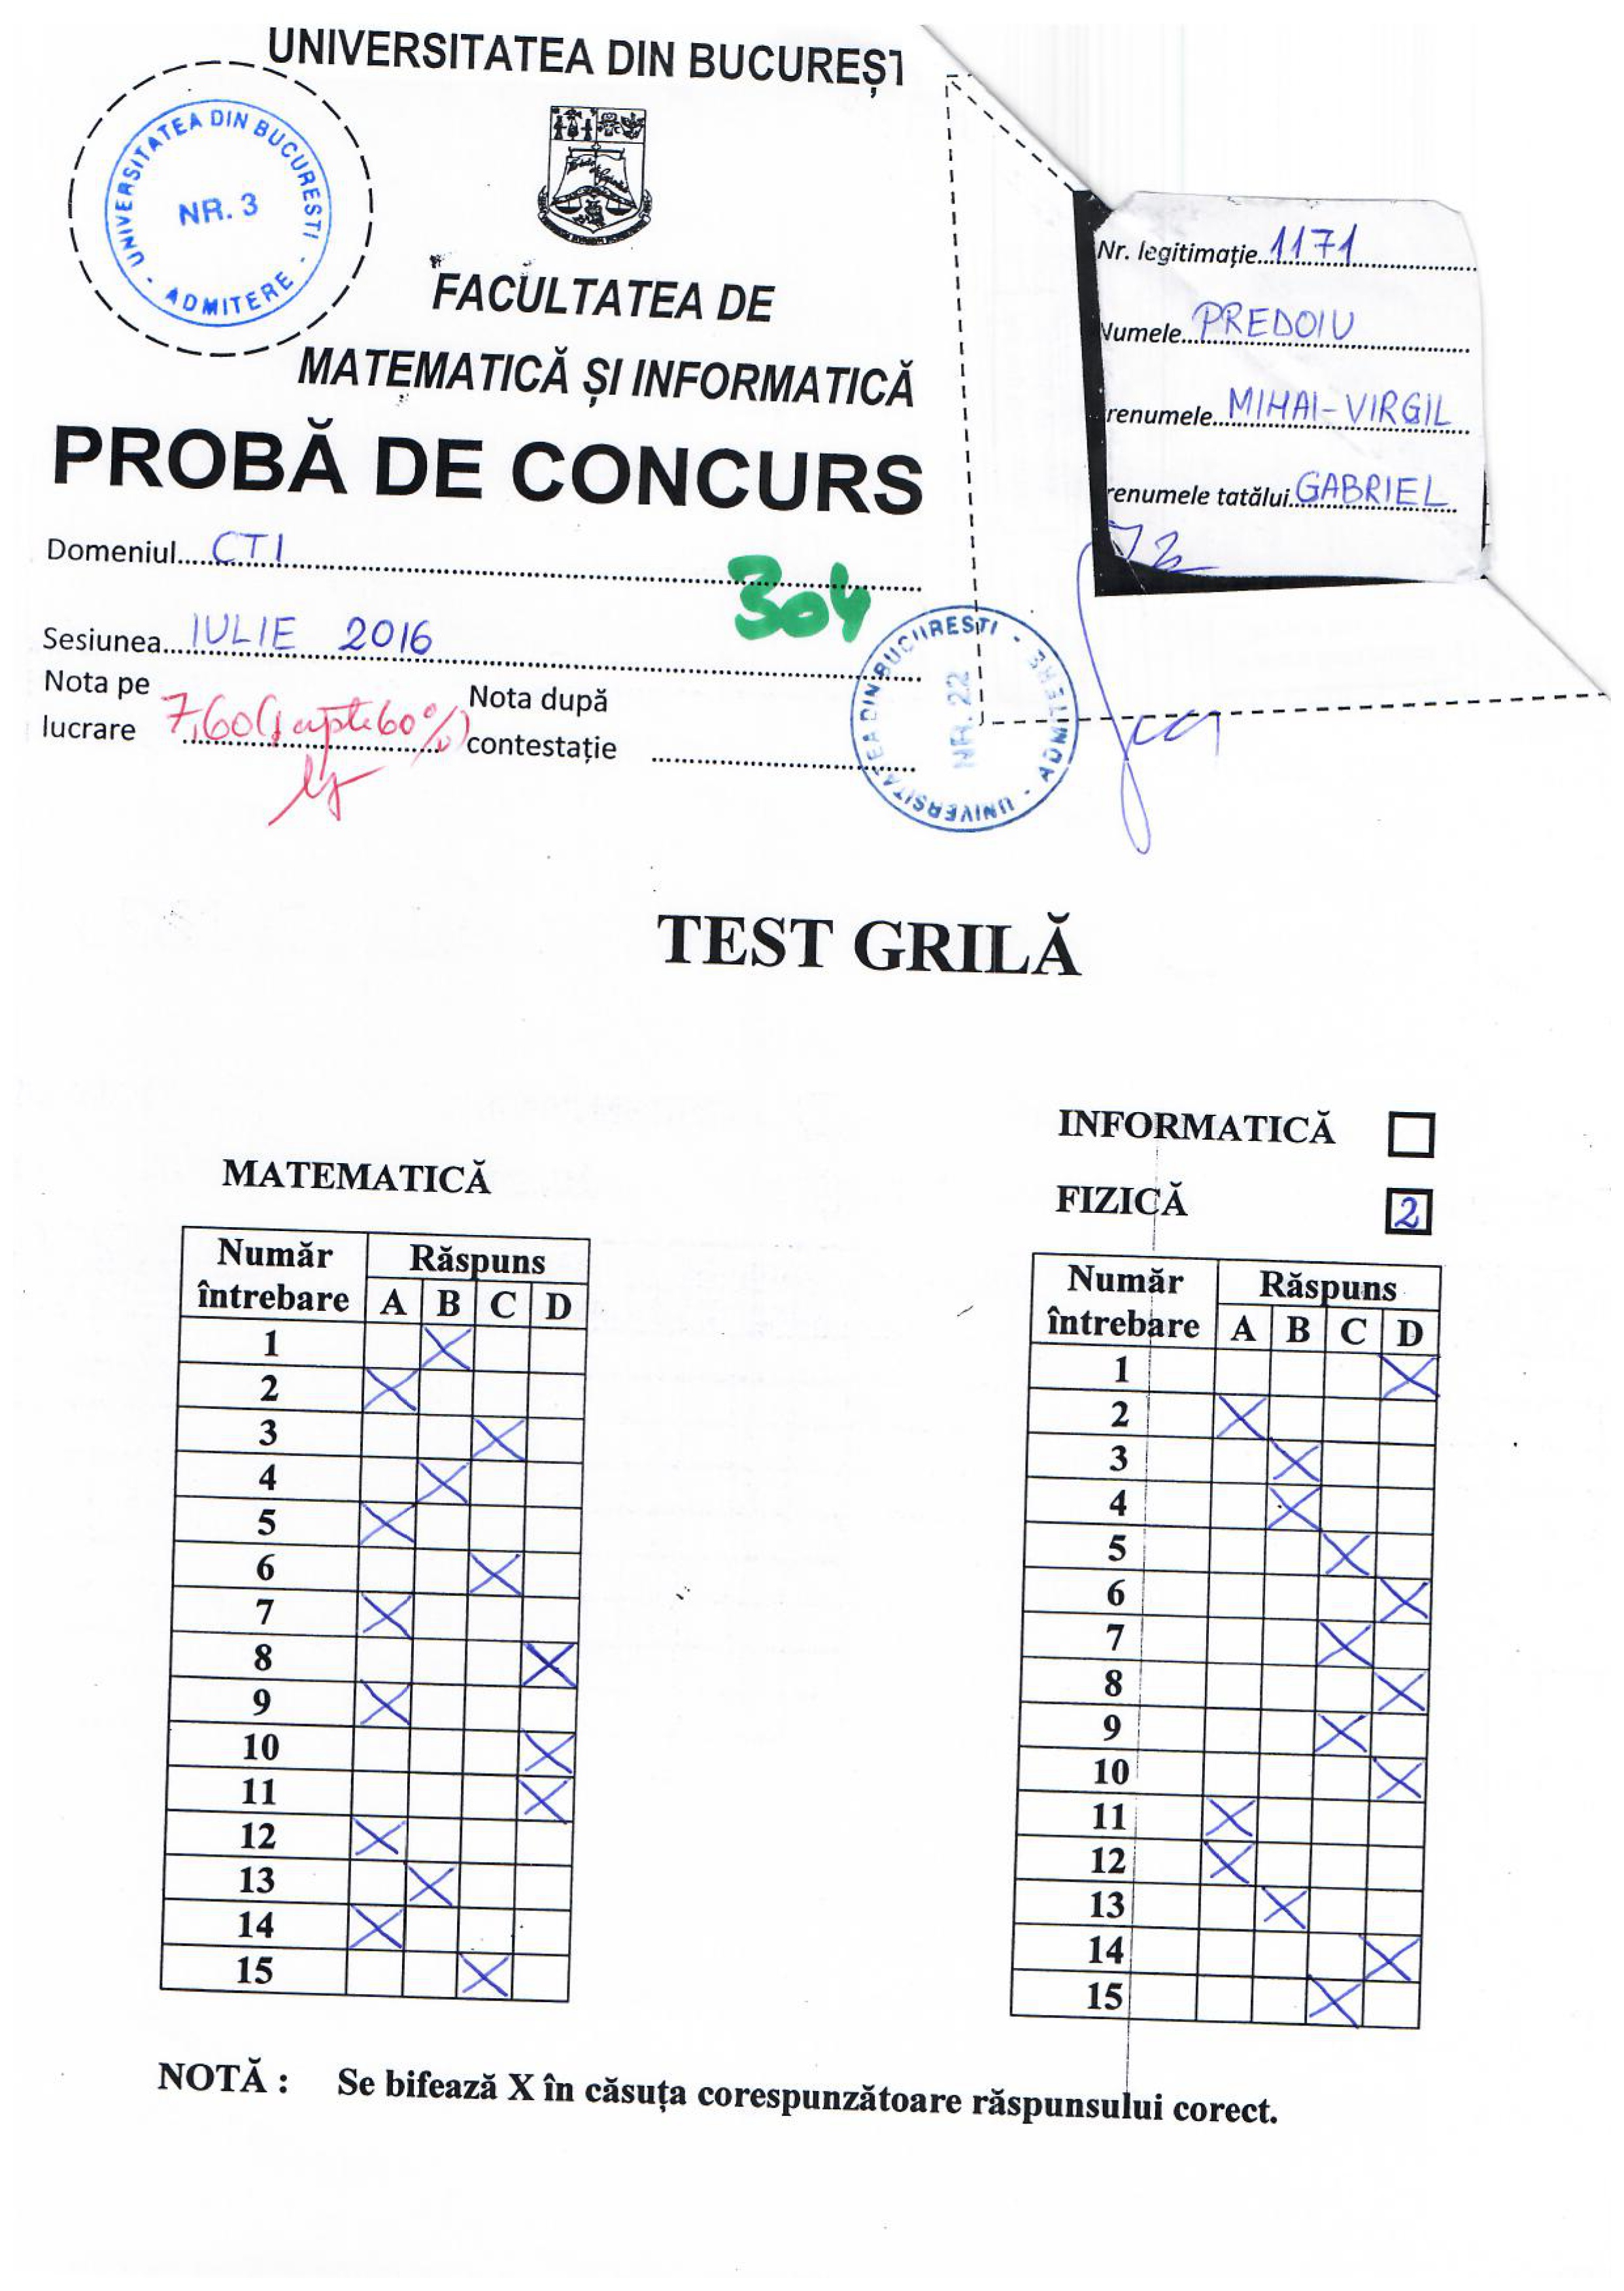 UNIVERSITATEA DIN BUCUREȘT
UNIVERSITATEA DIN BUCURESTI - ADMITERE -
NR. 3
FACULTATEA DE
MATEMATICĂ ȘI INFORMATICĂ
PROBĂ DE CONCURS
Nr. legitimație 1171
Numele PREDOIU
renumele MIHAI-VIRGIL
renumele tatălui GABRIEL
Domeniul CTI
304
Sesiunea IULIE 2016
Nota pe
lucrare 7,60 (șapte 60%)
Nota după
contestație
UNIVERSITATEA DIN BUCURESTI - ADMITERE -
NR. 22
TEST GRILĂ
INFORMATICĂ
MATEMATICĂ
FIZICĂ 2
Număr întrebare Răspuns
A B C D
1 X
2 X
3 X
4 X
5 X
6 X
7 X
8 X
9 X
10 X
11 X
12 X
13 X
14 X
15 X
Număr întrebare Răspuns
A B C D
1 X
2 X
3 X
4 X
5 X
6 X
7 X
8 X
9 X
10 X
11 X
12 X
13 X
14 X
15 X
NOTĂ : Se bifează X în căsuța corespunzătoare răspunsului corect.